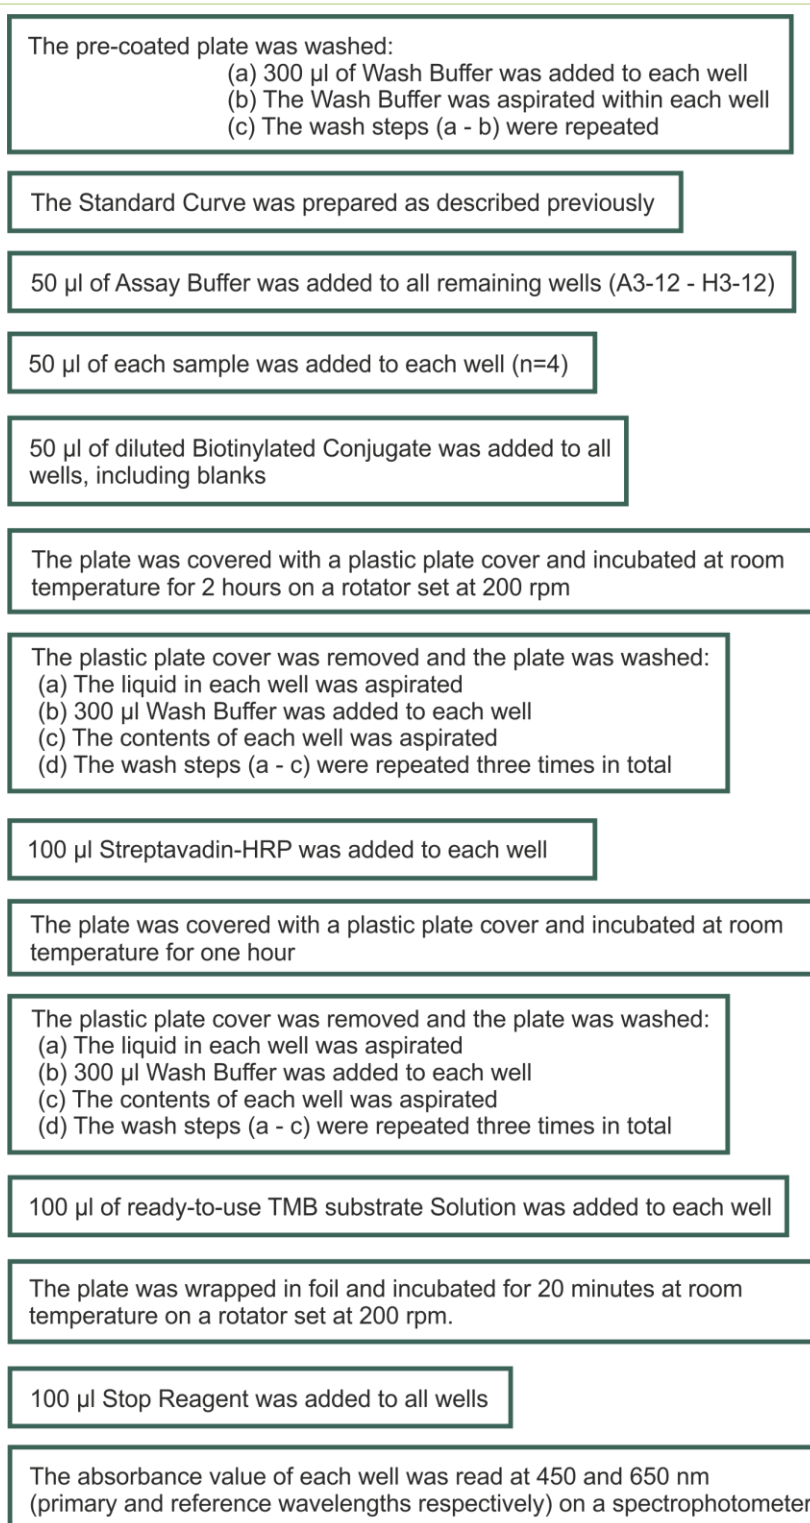 The pre-coated plate was washed:
(a) 300 µl of Wash Buffer was added to each well
(b) The Wash Buffer was aspirated within each well
(c) The wash steps (a - b) were repeated
The Standard Curve was prepared as described previously
50 µl of Assay Buffer was added to all remaining wells (A3-12 - H3-12)
50 µl of each sample was added to each well (n=4)
50 µl of diluted Biotinylated Conjugate was added to all
wells, including blanks
The plate was covered with a plastic plate cover and incubated at room
temperature for 2 hours on a rotator set at 200 rpm
The plastic plate cover was removed and the plate was washed:
(a) The liquid in each well was aspirated
(b) 300 µl Wash Buffer was added to each well
(c) The contents of each well was aspirated
(d) The wash steps (a - c) were repeated three times in total
100 µl Streptavadin-HRP was added to each well
The plate was covered with a plastic plate cover and incubated at room
temperature for one hour
The plastic plate cover was removed and the plate was washed:
(a) The liquid in each well was aspirated
(b) 300 µl Wash Buffer was added to each well
(c) The contents of each well was aspirated
(d) The wash steps (a - c) were repeated three times in total
100 µl of ready-to-use TMB substrate Solution was added to each well
The plate was wrapped in foil and incubated for 20 minutes at room
temperature on a rotator set at 200 rpm.
100 µl Stop Reagent was added to all wells
The absorbance value of each well was read at 450 and 650 nm
(primary and reference wavelengths respectively) on a spectrophotometer